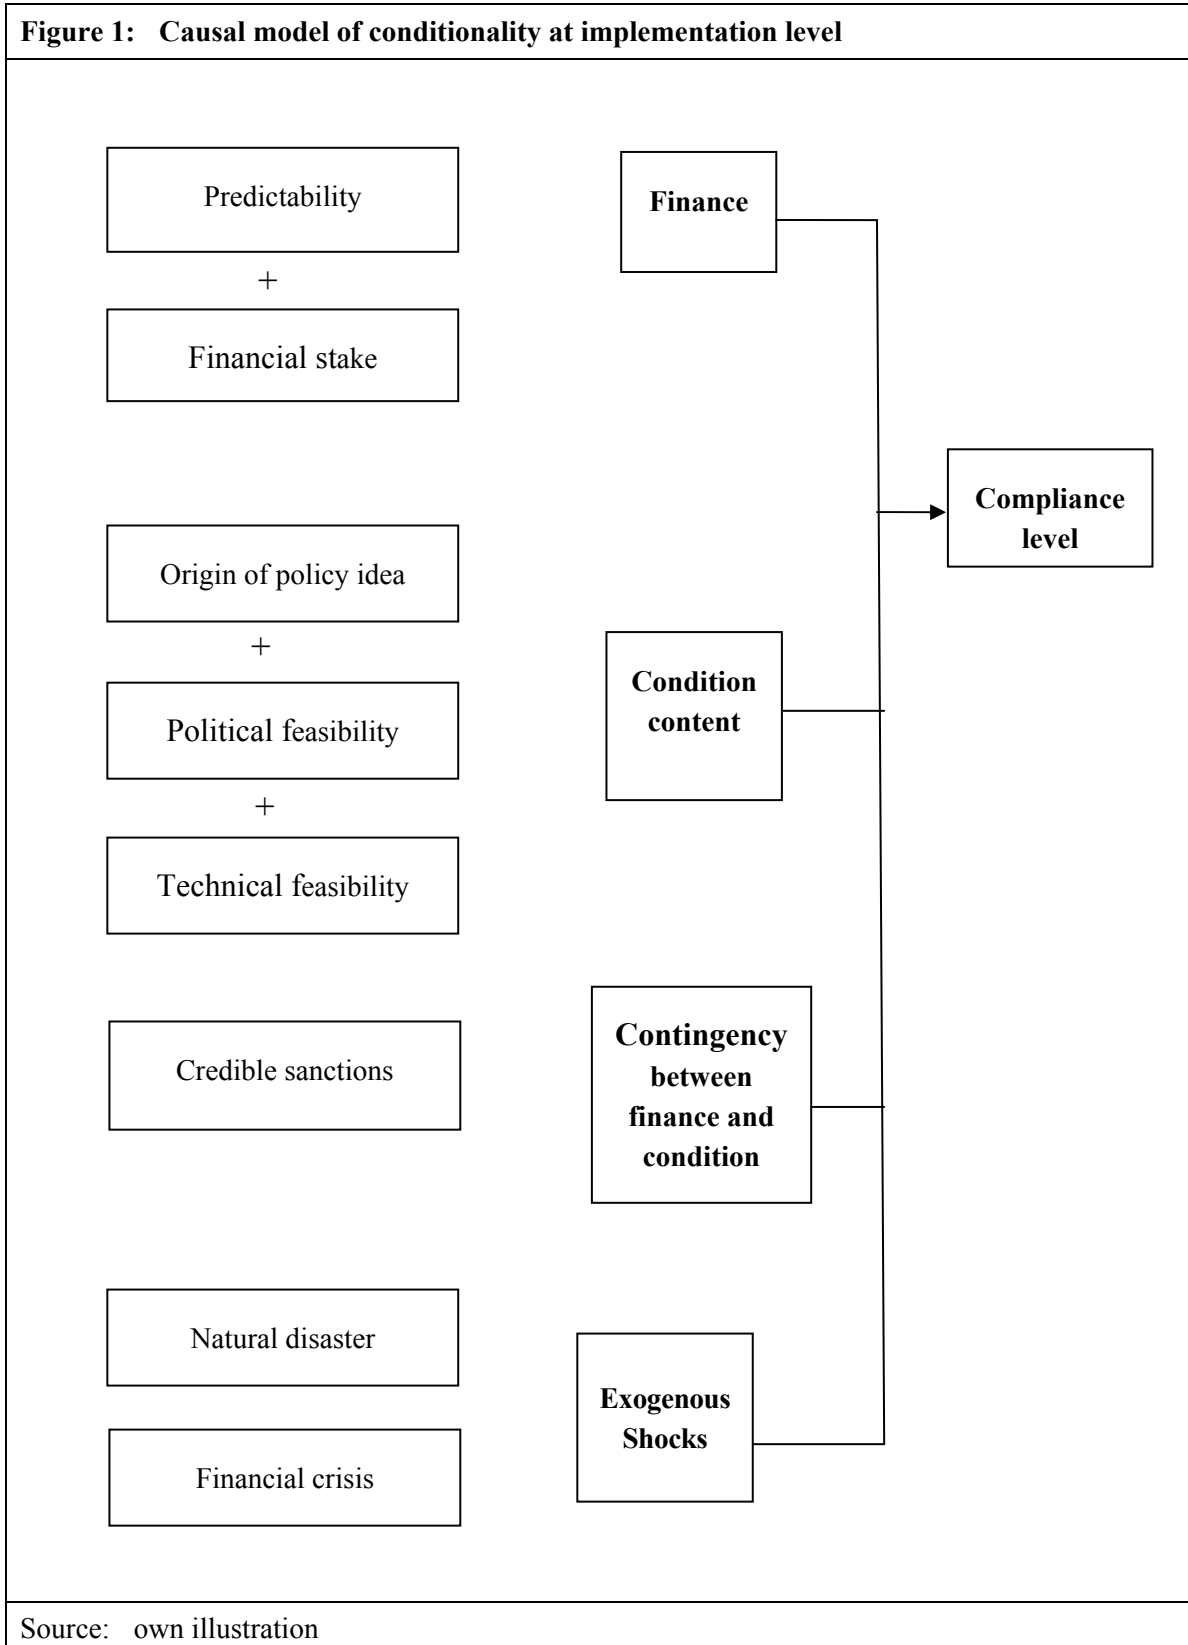 Figure 1: Causal model of conditionality at implementation level
Predictability
+
Financial stake
Finance
Compliance
level
Origin of policy idea
+
Political feasibility
+
Technical feasibility
Condition
content
Credible sanctions
Contingency
between
finance and
condition
Natural disaster
Financial crisis
Exogenous
Shocks
Source: own illustration